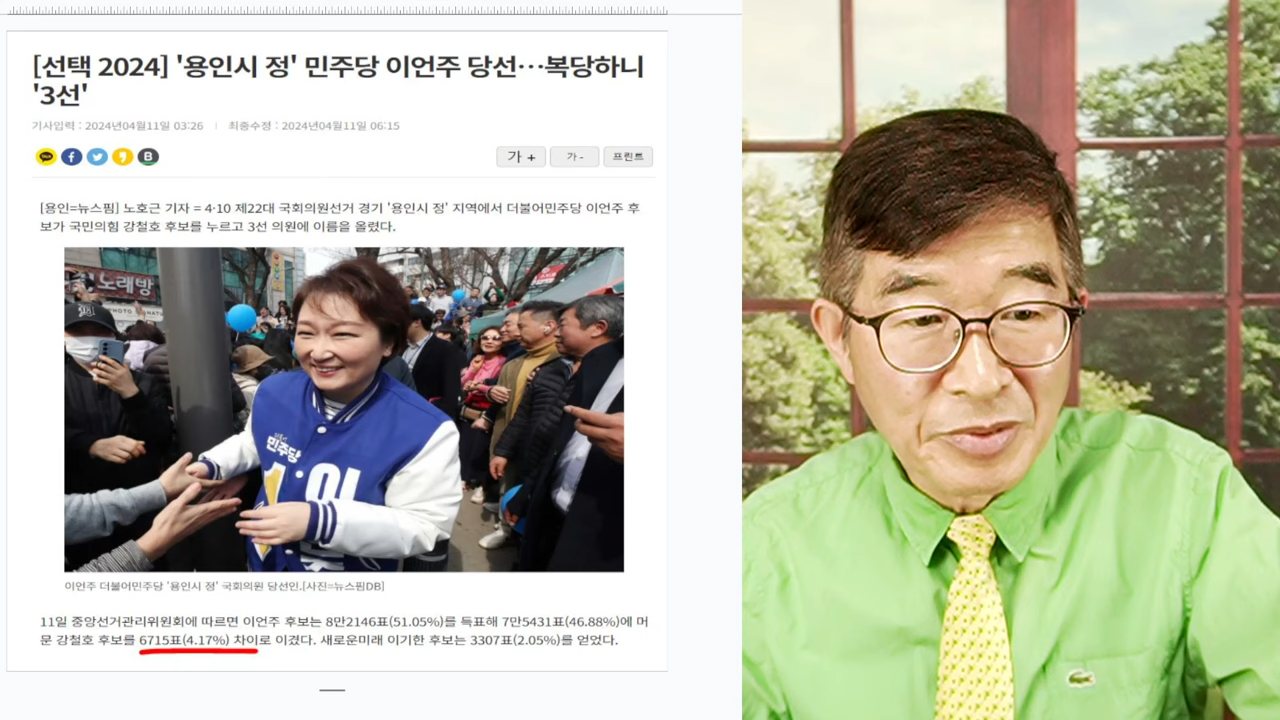 [선택 2024] '용인시 정' 민주당 이언주 당선…복당하니
'3선'
기사입력 : 2024년04월11일 03:26 | 최종수정 : 2024년04월11일 06:15
TALK
B
가 +
가 -
프린트
[용인=뉴스핌] 노호근 기자 = 4·10 제22대 국회의원선거 경기 '용인시 정' 지역에서 더불어민주당 이언주 후
보가 국민의힘 강철호 후보를 누르고 3선 의원에 이름을 올렸다.
노래방
민주당
1
이언주 더불어민주당 '용인시 정' 국회의원 당선인.[사진=뉴스핌DB]
11일 중앙선거관리위원회에 따르면 이언주 후보는 8만2146표(51.05%)를 득표해 7만5431표(46.88%)에 머
문 강철호 후보를 6715표(4.17%) 차이로 이겼다. 새로운미래 이기한 후보는 3307표(2.05%)를 얻었다.